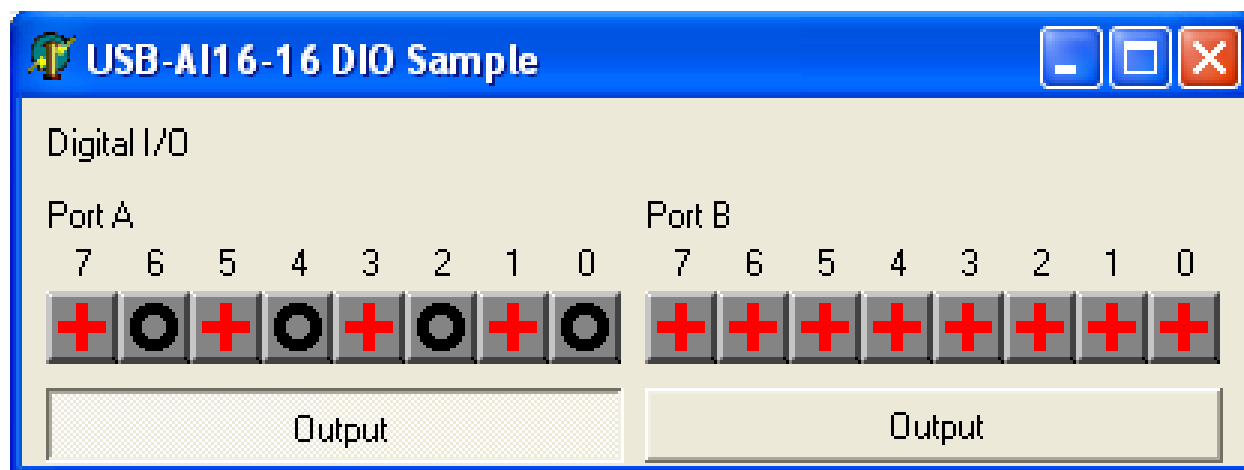 USB-AI16-16 DIO Sample
Digital I/O
Port A Port B
7 6 5 4 3 2 1 0 7 6 5 4 3 2 1 0
Output Output